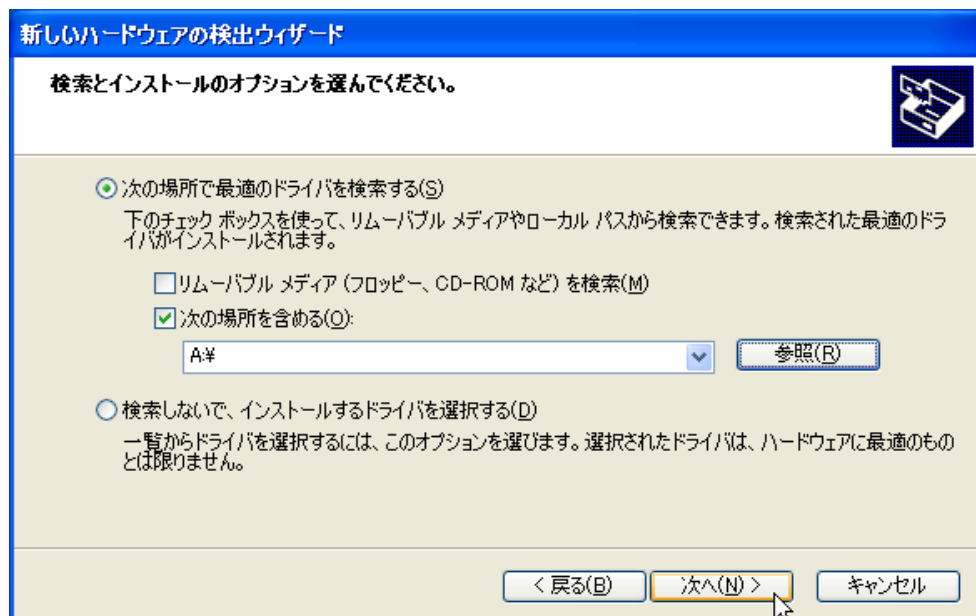 新しいハードウェアの検出ウィザード
検索とインストールのオプションを選んでください。
次の場所で最適のドライバを検索する(S)
下のチェック ボックスを使って、リムーバブル メディアやローカル パスから検索できます。検索された最適のドラ
イバがインストールされます。
リムーバブル メディア (フロッピー、CD-ROM など) を検索(M)
次の場所を含める(O):
A:¥
参照(R)
検索しないで、インストールするドライバを選択する(D)
一覧からドライバを選択するには、このオプションを選びます。選択されたドライバは、ハードウェアに最適のもの
とは限りません。
< 戻る(B)
次へ(N) >
キャンセル